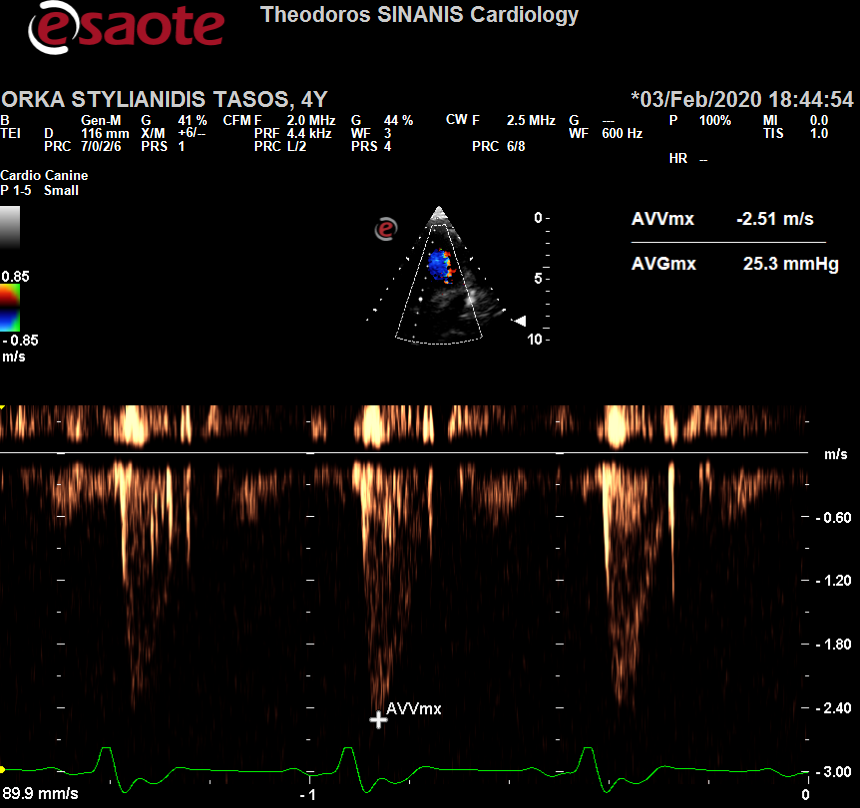 esaote
Theodoros SINANIS Cardiology
ORKA STYLIANIDIS TASOS, 4Y
*03/Feb/2020 18:44:54
B Gen-M G 41 % CFM F 2.0 MHz G 44 % CW F 2.5 MHz G --- P 100% MI 0.0
TEI D 116 mm X/M +6/-- PRF 4.4 kHz WF 3 WF 600 Hz TIS 1.0
PRC 7/0/2/6 PRS 1 PRC L/2 PRS 4 PRC 6/8
HR --
Cardio Canine
P 1-5 Small
e
0
5
10
AVVmx -2.51 m/s
AVGmx 25.3 mmHg
0.85
-0.85
m/s
m/s
-0.60
-1.20
-1.80
-2.40
AVVmx
-3.00
89.9 mm/s
-1
0